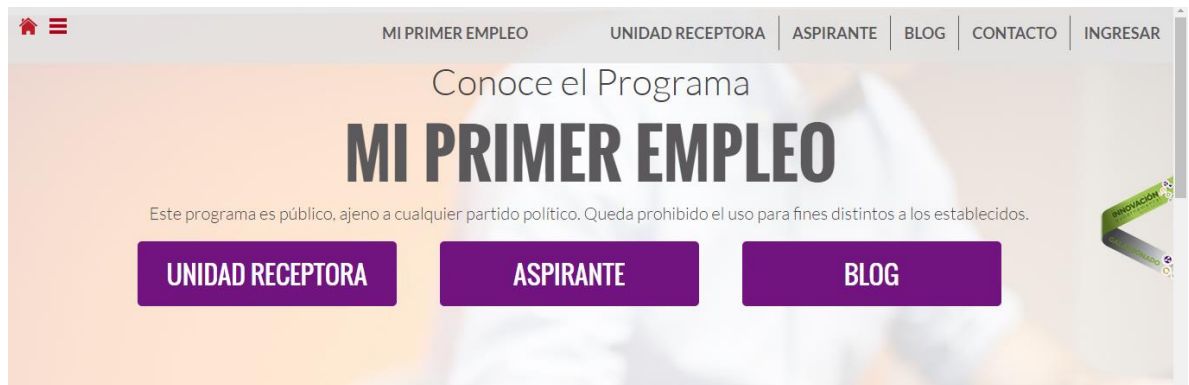 MI PRIMER EMPLEO UNIDAD RECEPTORA ASPIRANTE BLOG CONTACTO INGRESAR
Conoce el Programa
MI PRIMER EMPLEO
Este programa es público, ajeno a cualquier partido político. Queda prohibido el uso para fines distintos a los establecidos.
INNOVACIÓN
GALARDONADO
UNIDAD RECEPTORA ASPIRANTE BLOG